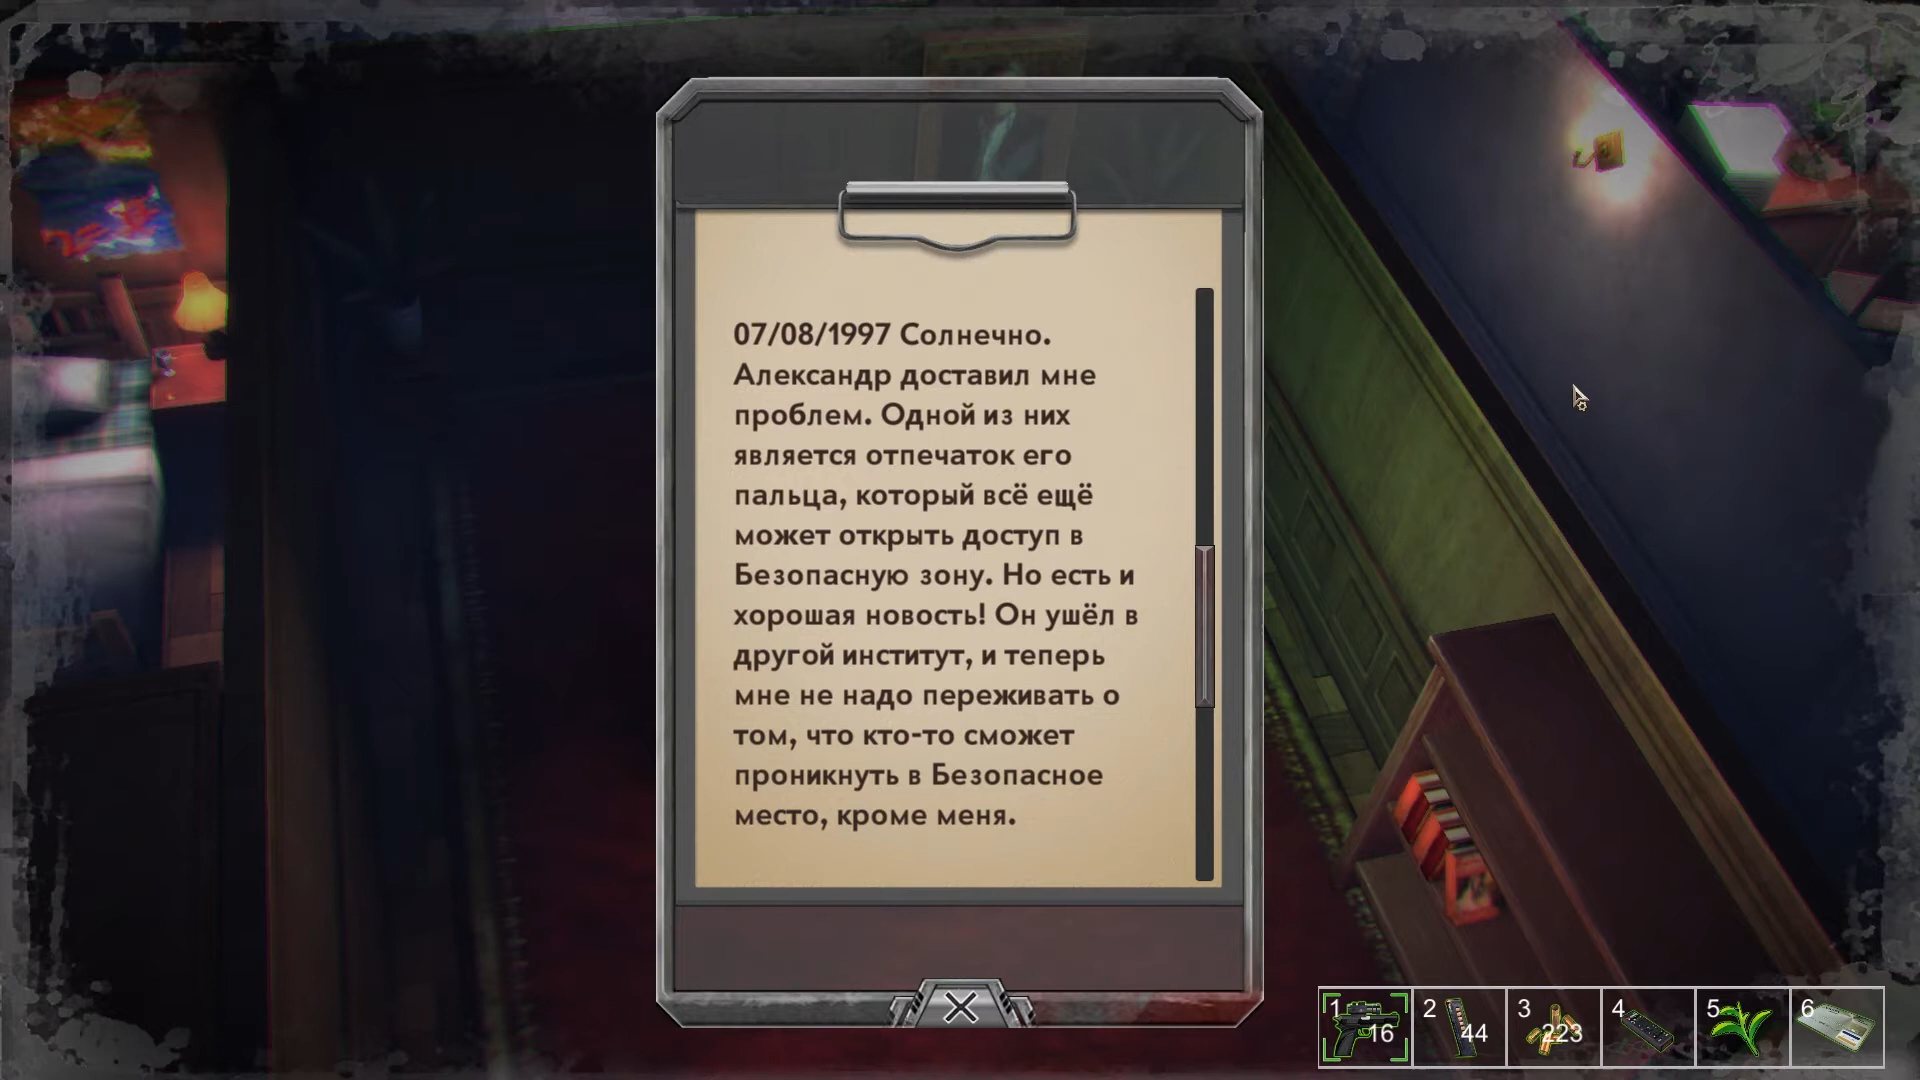 07/08/1997 Солнечно.
Александр доставил мне
проблем. Одной из них
является отпечаток его
пальца, который всё ещё
может открыть доступ в
Безопасную зону. Но есть и
хорошая новость! Он ушёл в
другой институт, и теперь
мне не надо переживать о
том, что кто-то сможет
проникнуть в Безопасное
место, кроме меня.
1 2 3 4 5 6
16 44 223